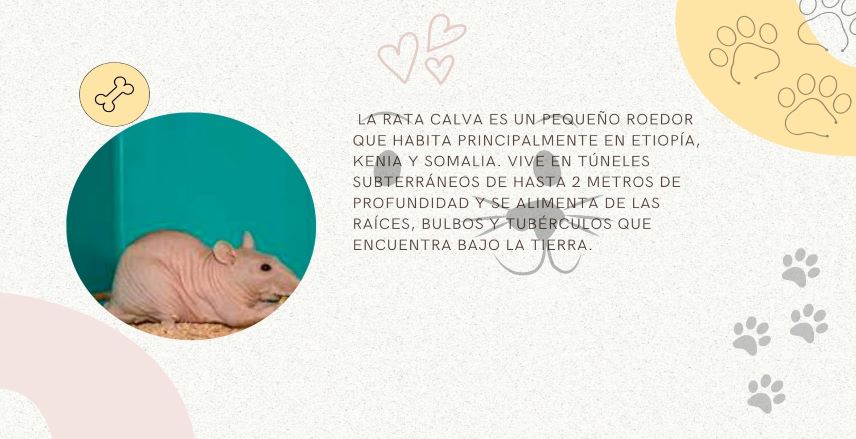 LA RATA CALVA ES UN PEQUEÑO ROEDOR
QUE HABITA PRINCIPALMENTE EN ETIOPÍA,
KENIA Y SOMALIA. VIVE EN TÚNELES
SUBTERRÁNEOS DE HASTA 2 METROS DE
PROFUNDIDAD Y SE ALIMENTA DE LAS
RAÍCES, BULBOS Y TUBÉRCULOS QUE
ENCUENTRA BAJO LA TIERRA.